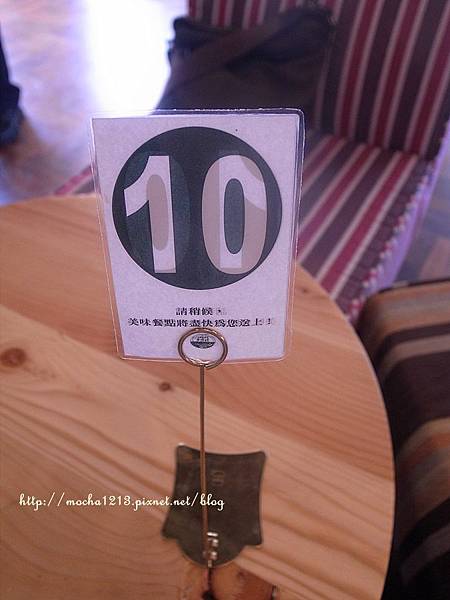 10
請稍候
美味餐點將盡快為您送上!
http://mocha1213.pixnet.net/blog